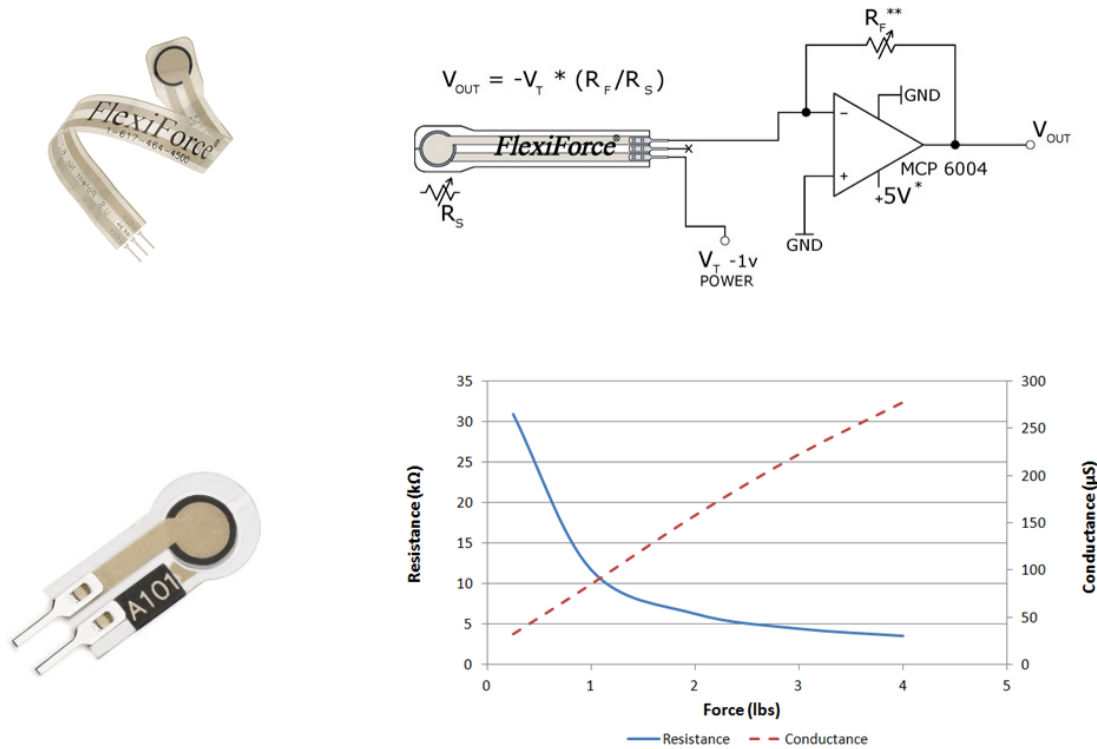 FlexiForce®
1-617-464-4500
V_OUT = -V_T * (R_F/R_S)
R_F**
GND
−
+
V_OUT
MCP 6004
+5V*
GND
FlexiForce®
R_S
V_T -1v
POWER
A101
35
30
25
20
15
10
5
0
Resistance (kΩ)
300
250
200
150
100
50
0
Conductance (µS)
0 1 2 3 4 5
Force (lbs)
Resistance Conductance